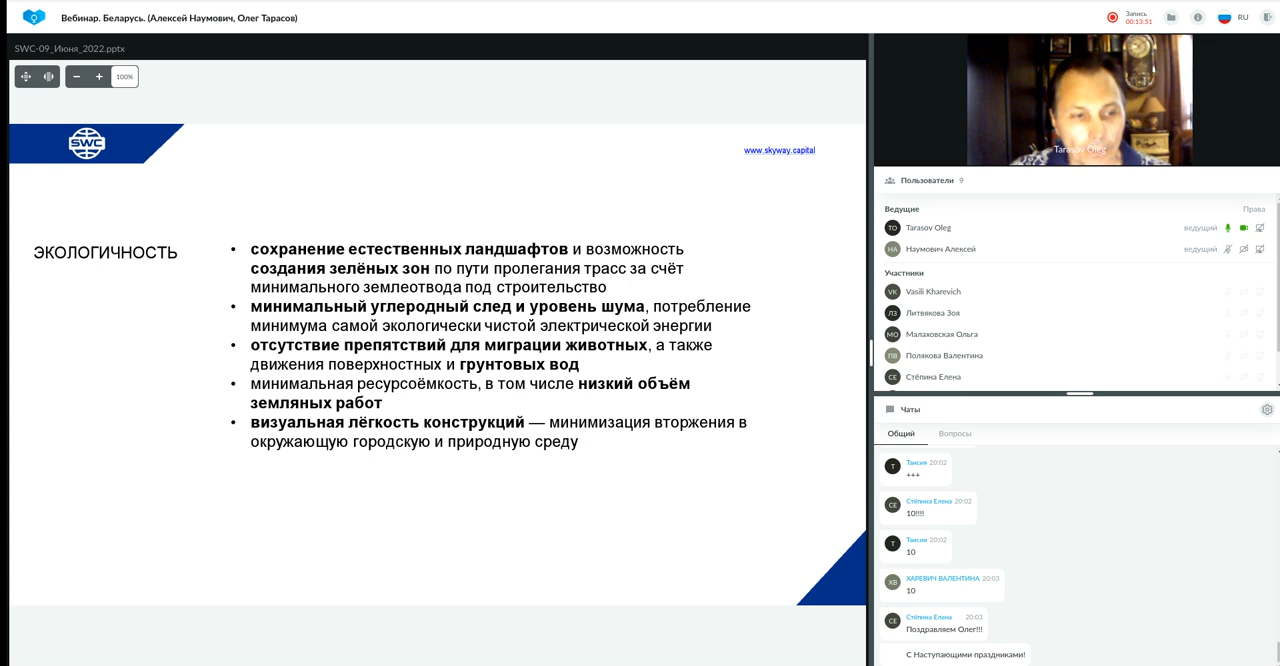 Вебинар. Беларусь. (Алексей Наумович, Олег Тарасов)
Запись
00:13:51
RU
SWC-09_Июня_2022.pptx
100%
SWC
www.skyway.capital
ЭКОЛОГИЧНОСТЬ
• сохранение естественных ландшафтов и возможность
создания зелёных зон по пути пролегания трасс за счёт
минимального землеотвода под строительство
• минимальный углеродный след и уровень шума, потребление
минимума самой экологически чистой электрической энергии
• отсутствие препятствий для миграции животных, а также
движения поверхностных и грунтовых вод
• минимальная ресурсоёмкость, в том числе низкий объём
земляных работ
• визуальная лёгкость конструкций — минимизация вторжения в
окружающую городскую и природную среду
Tarasov Oleg
Пользователи 9
Ведущие Права
TO Tarasov Oleg ведущий
НА Наумович Алексей ведущий
Участники
VK Vasili Kharevich
ЛЗ Литвякова Зоя
МО Малаховская Ольга
ПВ Полякова Валентина
СЕ Стёпина Елена
Чаты
Общий Вопросы
Т Таисия 20:02
+++
СЕ Стёпина Елена 20:02
10!!!!
Т Таисия 20:02
10
ХВ ХАРЕВИЧ ВАЛЕНТИНА 20:03
10
СЕ Стёпина Елена 20:03
Поздравляем Олег!!!
С Наступающими праздниками!